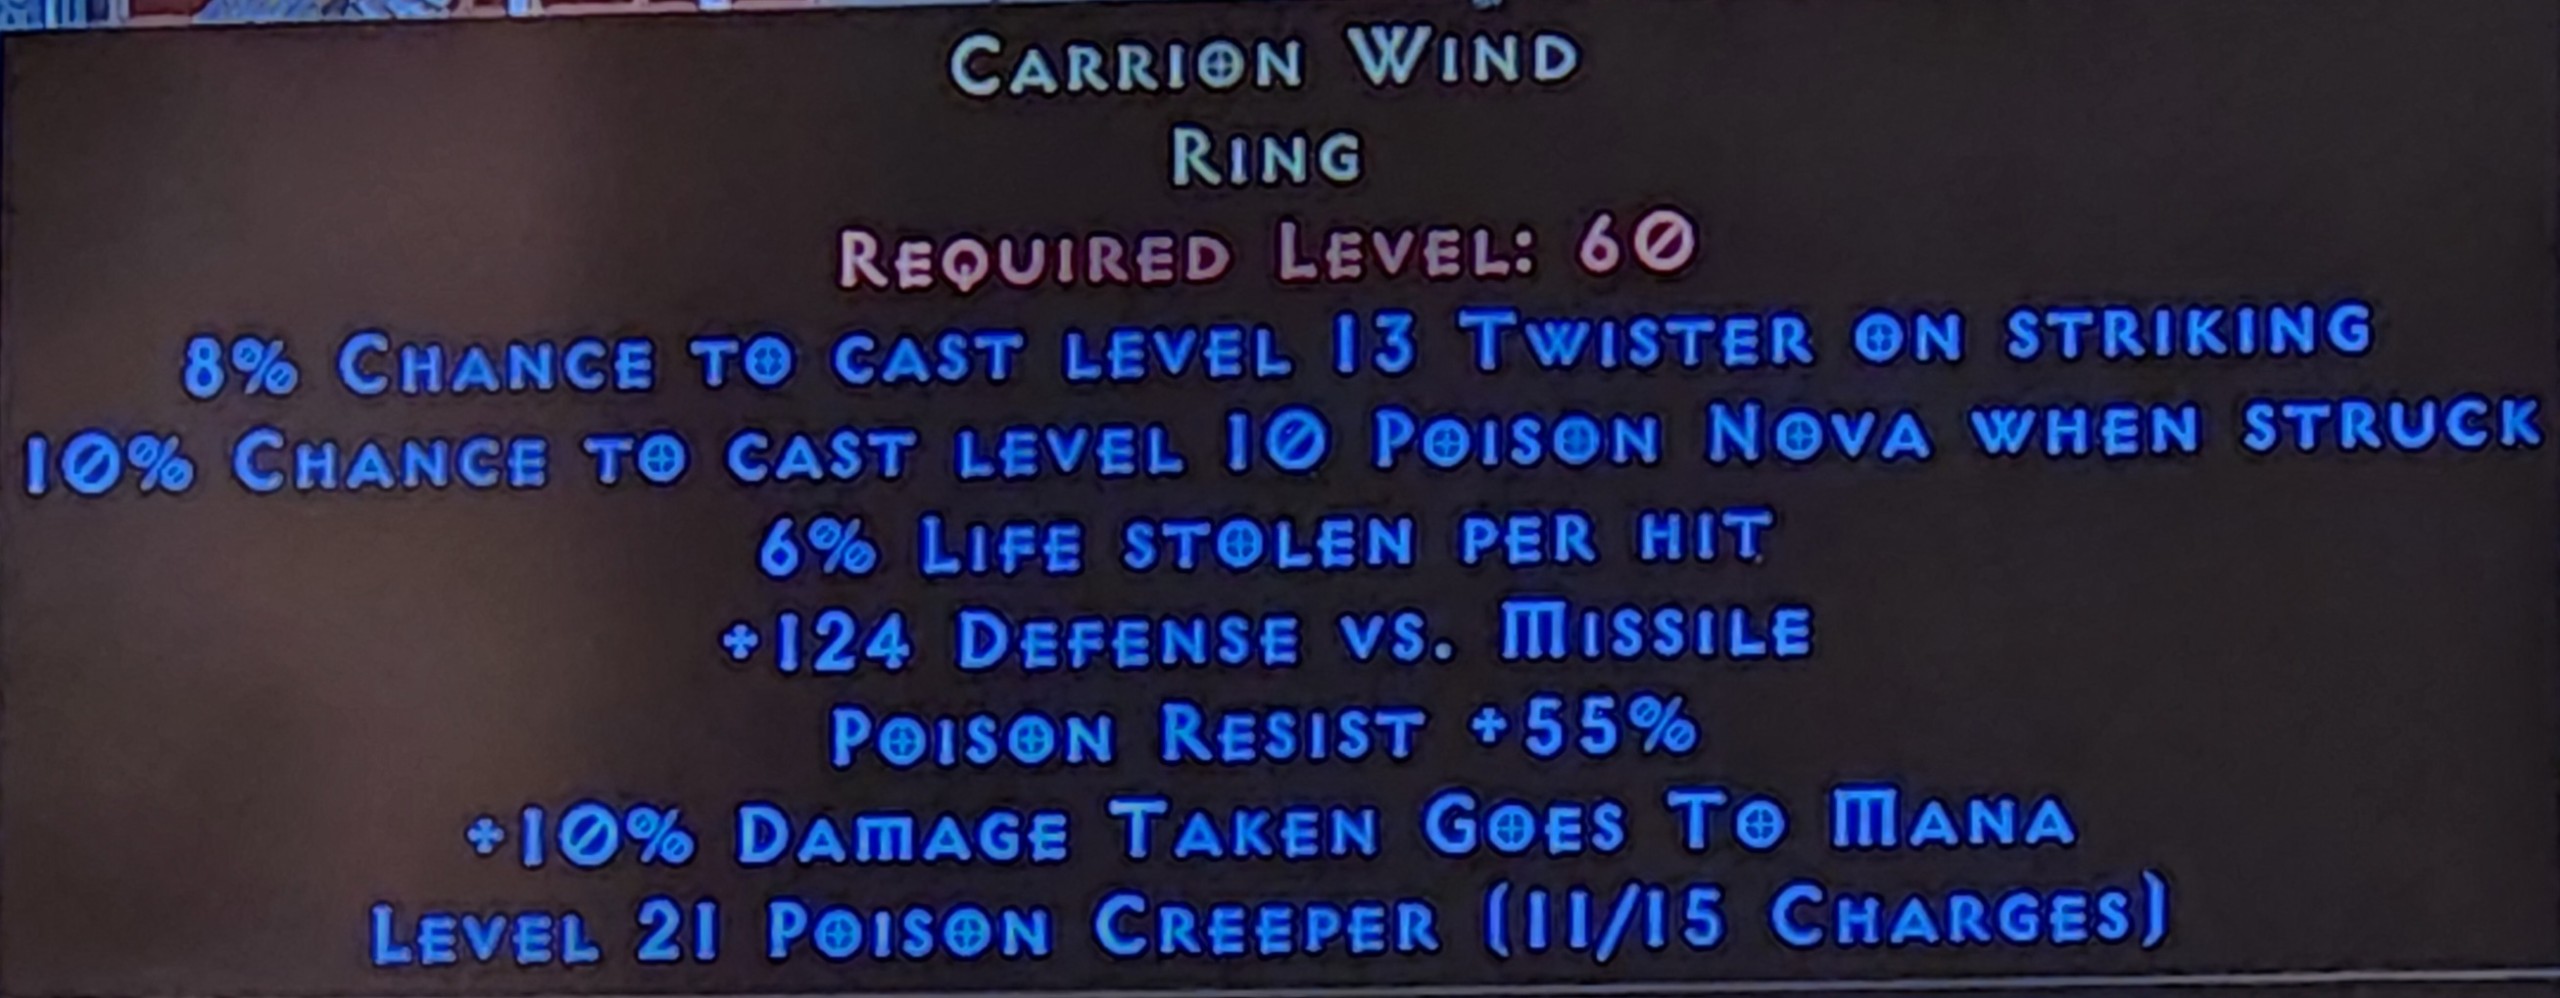 Carrion Wind
Ring
Required Level: 60
8% Chance to cast level 13 Twister on striking
10% Chance to cast level 10 Poison Nova when struck
6% Life stolen per hit
+124 Defense vs. Missile
Poison Resist +55%
+10% Damage Taken Goes To Mana
Level 21 Poison Creeper (11/15 Charges)